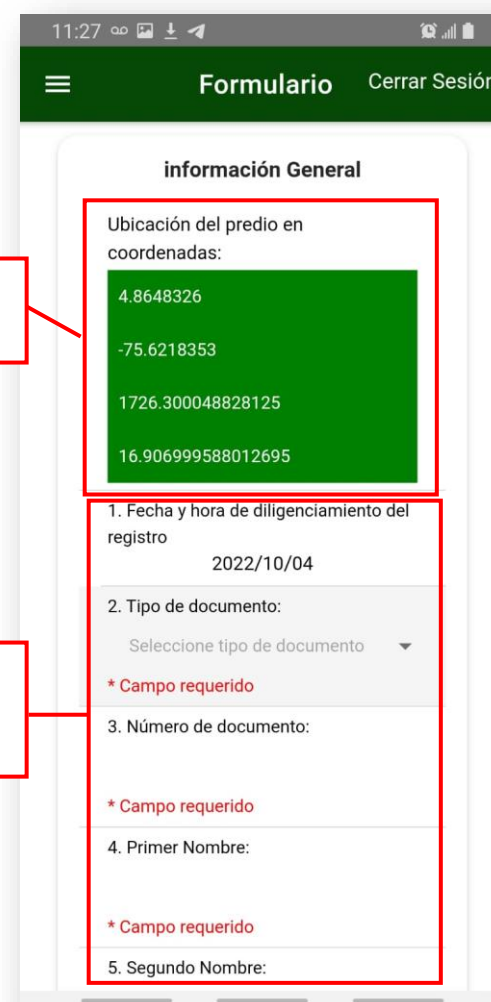 11:27
Formulario Cerrar Sesión
información General
Ubicación del predio en
coordenadas:
4.8648326
-75.6218353
1726.300048828125
16.906999588012695
1. Fecha y hora de diligenciamiento del
registro
2022/10/04
2. Tipo de documento:
Seleccione tipo de documento
* Campo requerido
3. Número de documento:
* Campo requerido
4. Primer Nombre:
* Campo requerido
5. Segundo Nombre: